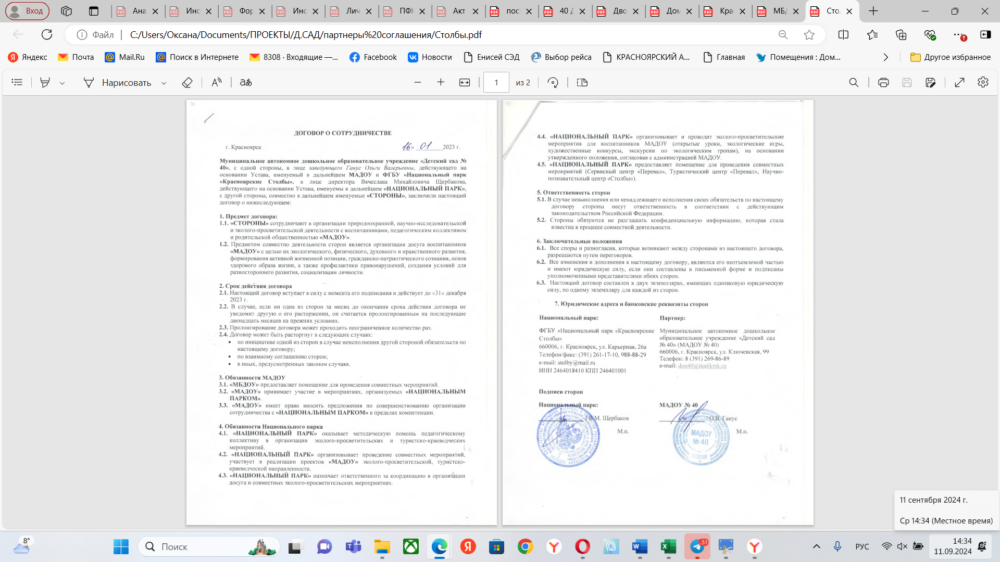 Вход
Ана
Инс
Фор
Инс
Лич
ПФК
Акт
пос
40 Д
Дво
Дом
Кра
МБД
Сто
Файл
C:/Users/Оксана/Documents/ПРОЕКТЫ/Д.САД/партнеры%20соглашения/Столбы.pdf
Яндекс
Почта
Mail.Ru
Поиск в Интернете
8308 · Входящие —...
Facebook
Новости
Енисей СЭД
Выбор рейса
КРАСНОЯРСКИЙ А...
Главная
Помещения : Дом...
Другое избранное
Нарисовать
1 из 2
ДОГОВОР О СОТРУДНИЧЕСТВЕ
г. Красноярск «16» 01 2023 г.
Муниципальное автономное дошкольное образовательное учреждение «Детский сад №
40», с одной стороны, в лице заведующего Ганус Ольги Валерьевны, действующего на
основании Устава, именуемый в дальнейшем МАДОУ и ФГБУ «Национальный парк
«Красноярские Столбы», в лице директора Вячеслава Михайловича Щербакова,
действующего на основании Устава, именуемы в дальнейшем «НАЦИОНАЛЬНЫЙ ПАРК»,
с другой стороны, совместно в дальнейшем именуемые «СТОРОНЫ», заключили настоящий
договор о нижеследующем:
1. Предмет договора:
1.1. «СТОРОНЫ» сотрудничают в организации природоохранной, научно-исследовательской
и эколого-просветительской деятельности с воспитанниками, педагогическим коллективом
и родительской общественностью «МАДОУ».
1.2. Предметом совместно деятельности сторон является организация досуга воспитанников
«МАДОУ» с целью их экологического, физического, духовного и нравственного развития,
формирования активной жизненной позиции, гражданско-патриотического сознания, основ
здорового образа жизни, а также профилактики правонарушений, создания условий для
разностороннего развития, социализации личности.
2. Срок действия договора
2.1. Настоящий договор вступает в силу с момента его подписания и действует до «31» декабря
2023 г.
2.2. В случае, если ни одна из сторон за месяц до окончания срока действия договора не
уведомит другую о его расторжении, он считается пролонгированным на последующие
двенадцать месяцев на прежних условиях.
2.3. Пролонгирование договора может проходить неограниченное количество раз.
2.4. Договор может быть расторгнут в следующих случаях:
• по инициативе одной из сторон в случае неисполнения другой стороной обязательств по
настоящему договору;
• по взаимному соглашению сторон;
• в иных, предусмотренных законом случаях.
3. Обязанности МАДОУ
3.1. «МБДОУ» предоставляет помещение для проведения совместных мероприятий.
3.2. «МАДОУ» принимает участие в мероприятиях, организуемых «НАЦИОНАЛЬНЫМ
ПАРКОМ».
3.3. «МАДОУ» имеет право вносить предложения по совершенствованию организации
сотрудничества с «НАЦИОНАЛЬНЫМ ПАРКОМ» в пределах компетенции.
4. Обязанности Национального парка
4.1. «НАЦИОНАЛЬНЫЙ ПАРК» оказывает методическую помощь педагогическому
коллективу в организации эколого-просветительских и туристско-краеведческих
мероприятий.
4.2. «НАЦИОНАЛЬНЫЙ ПАРК» организовывает проведение совместных мероприятий,
участвует в реализации проектов «МАДОУ» эколого-просветительской, туристско-
краеведческой направленности.
4.3. «НАЦИОНАЛЬНЫЙ ПАРК» назначает ответственного за координацию в организации
досуга и совместных эколого-просветительских мероприятиях.
4.4. «НАЦИОНАЛЬНЫЙ ПАРК» организовывает и проводит эколого-просветительские
мероприятия для воспитанников МАДОУ (открытые уроки, экологические игры,
художественные конкурсы, экскурсии по экологическим тропам), на основании
утвержденного положения, согласовав с администрацией МАДОУ.
4.5. «НАЦИОНАЛЬНЫЙ ПАРК» предоставляет помещение для проведения совместных
мероприятий (Сервисный центр «Перевал», Туристический центр «Перевал», Научно-
познавательный центр «Столбы»).
5. Ответственность сторон
5.1. В случае невыполнения или ненадлежащего исполнения своих обязательств по настоящему
договору стороны несут ответственность в соответствии с действующим
законодательством Российской Федерации.
5.2. Стороны обязуются не разглашать конфиденциальную информацию, которая стала
известна в процессе совместной деятельности.
6. Заключительные положения
6.1. Все споры и разногласия, которые возникают между сторонами из настоящего договора,
разрешаются путем переговоров.
6.2. Все изменения и дополнения к настоящему договору, являются его неотъемлемой частью
и имеют юридическую силу, если они составлены в письменной форме и подписаны
уполномоченными представителями обеих сторон.
6.3. Настоящий договор составлен в двух экземплярах, имеющих одинаковую юридическую
силу, по одному экземпляру для каждой из сторон.
7. Юридические адреса и банковские реквизиты сторон
Национальный парк:
ФГБУ «Национальный парк «Красноярские
Столбы»
660006, г. Красноярск, ул. Карьерная, 26а
Телефон/факс: (391) 261-17-10, 988-88-29
e-mail: stolby@mail.ru
ИНН 2464018410 КПП 246401001
Партнер:
Муниципальное автономное дошкольное
образовательное учреждение «Детский сад
№ 40» (МАДОУ № 40)
660006, г. Красноярск, ул. Ключевская, 99
Телефон: 8 (391) 269-86-89
e-mail: dou40@mailkrsk.ru
Подписи сторон
Национальный парк:
/ В.М. Щербаков
М.п.
МАДОУ № 40
/ О.В. Ганус
М.п.
МАДОУ
№ 40
11 сентября 2024 г.
Ср 14:34 (Местное время)
8°
Поиск
51
РУС
14:34
11.09.2024